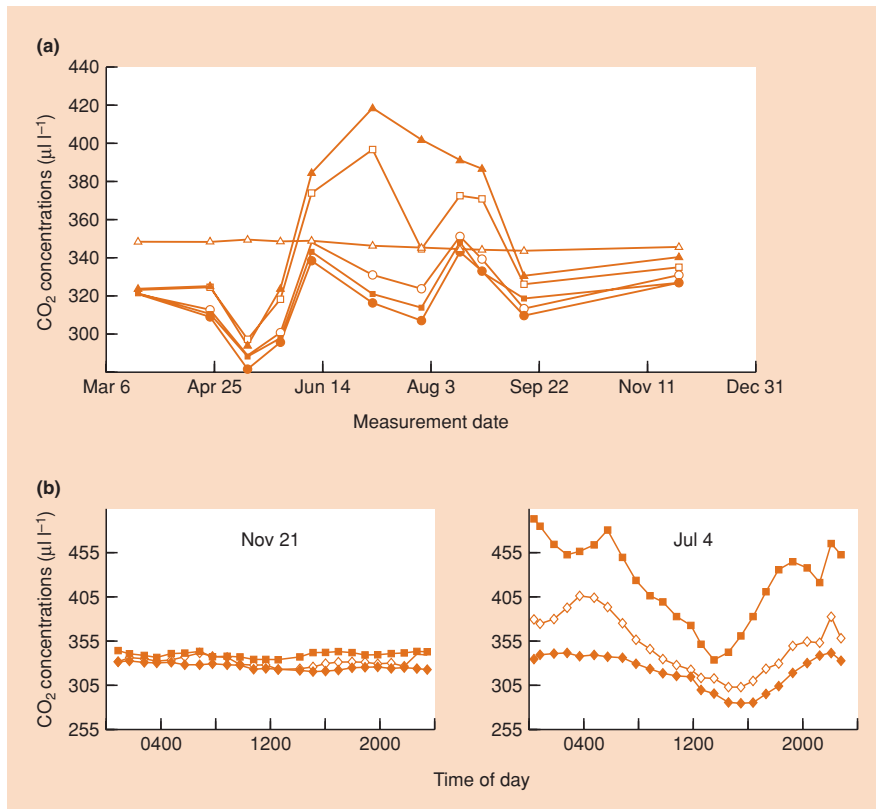 (a)
CO₂ concentrations (µl l⁻¹)
440
420
400
380
360
340
320
300
Mar 6 Apr 25 Jun 14 Aug 3 Sep 22 Nov 11 Dec 31
Measurement date
(b)
CO₂ concentrations (µl l⁻¹)
Nov 21
455
405
355
305
255
0400 1200 2000
Jul 4
455
405
355
305
255
0400 1200 2000
Time of day